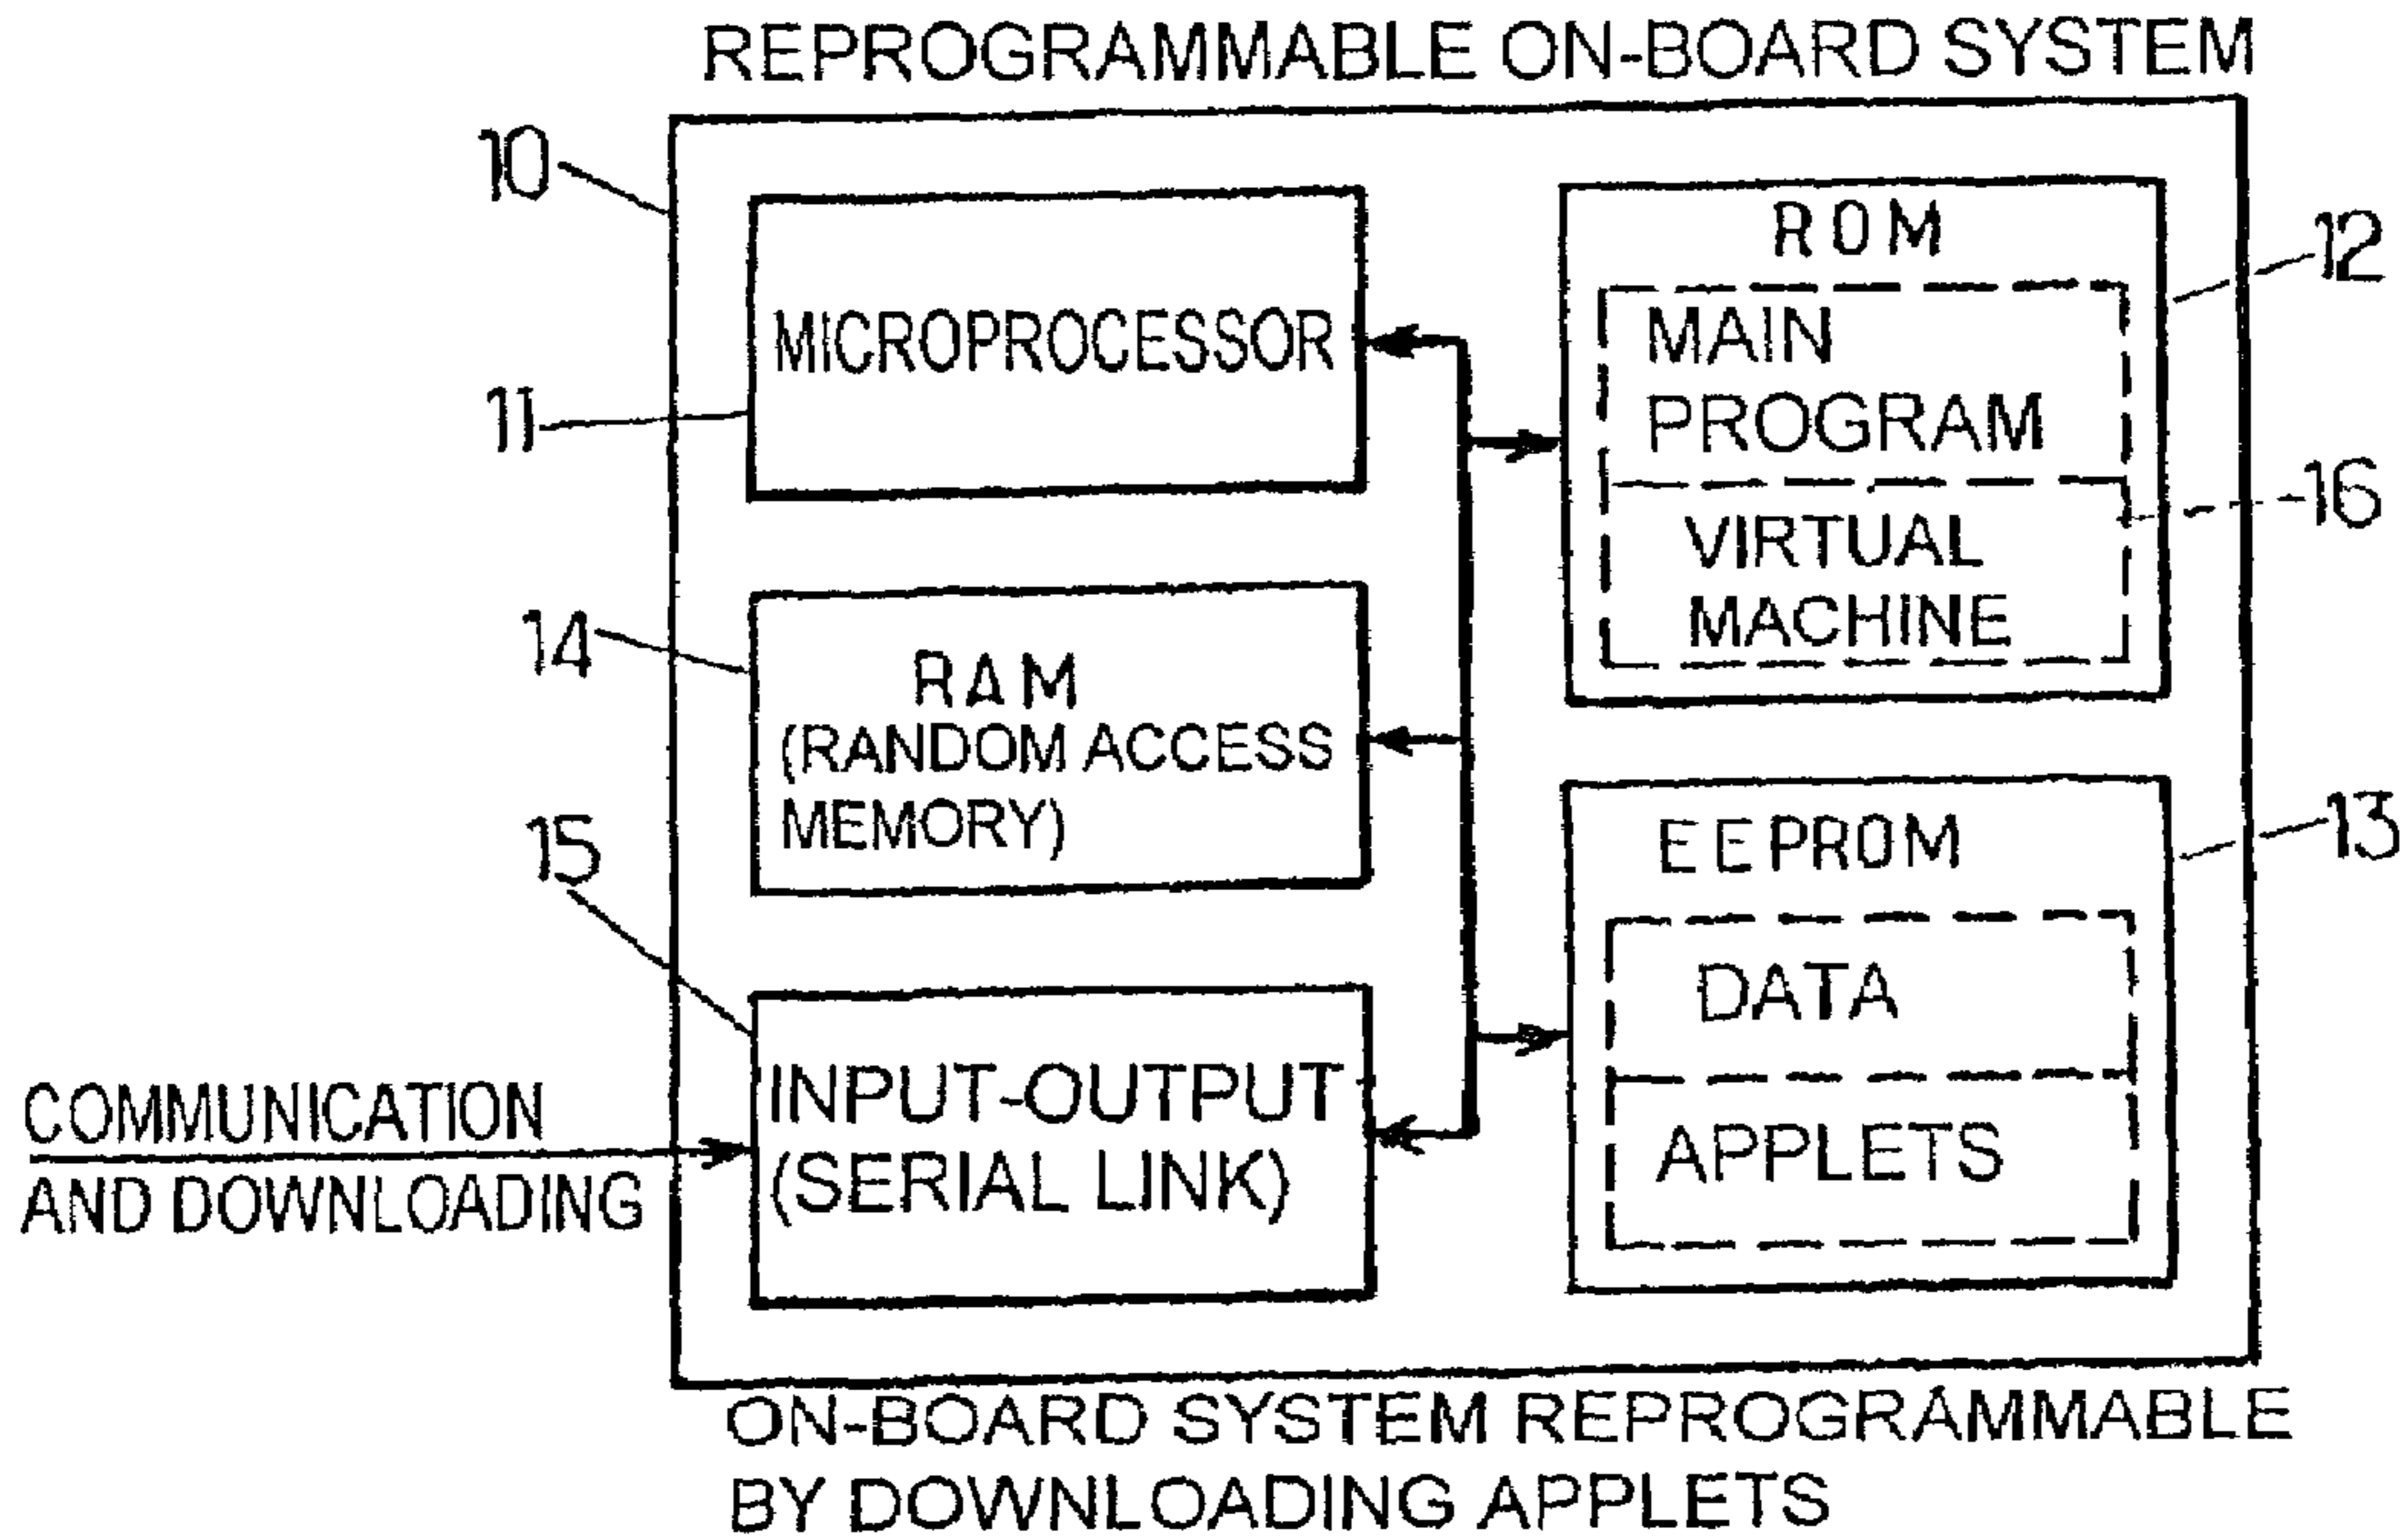 REPROGRAMMABLE ON-BOARD SYSTEM
10
MICROPROCESSOR
11
ROM
12
MAIN
PROGRAM
16
VIRTUAL
MACHINE
14
RAM
(RANDOM ACCESS
MEMORY)
15
EEPROM
13
DATA
APPLETS
INPUT-OUTPUT
(SERIAL LINK)
COMMUNICATION
AND DOWNLOADING
ON-BOARD SYSTEM REPROGRAMMABLE
BY DOWNLOADING APPLETS